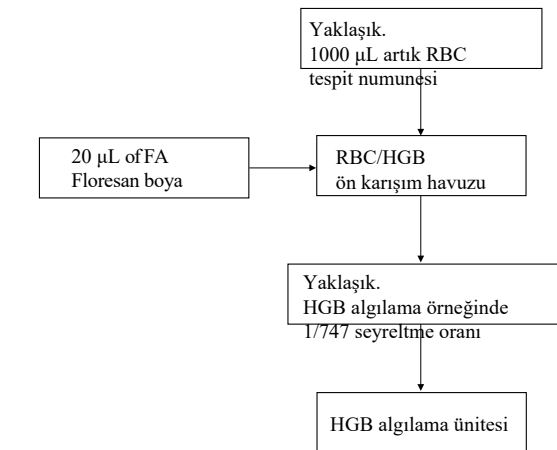 Yaklaşık.
1000 µL artık RBC
tespit numunesi
20 µL of FA
Floresan boya
RBC/HGB
ön karışım havuzu
Yaklaşık.
HGB algılama örneğinde
1/747 seyreltme oranı
HGB algılama ünitesi